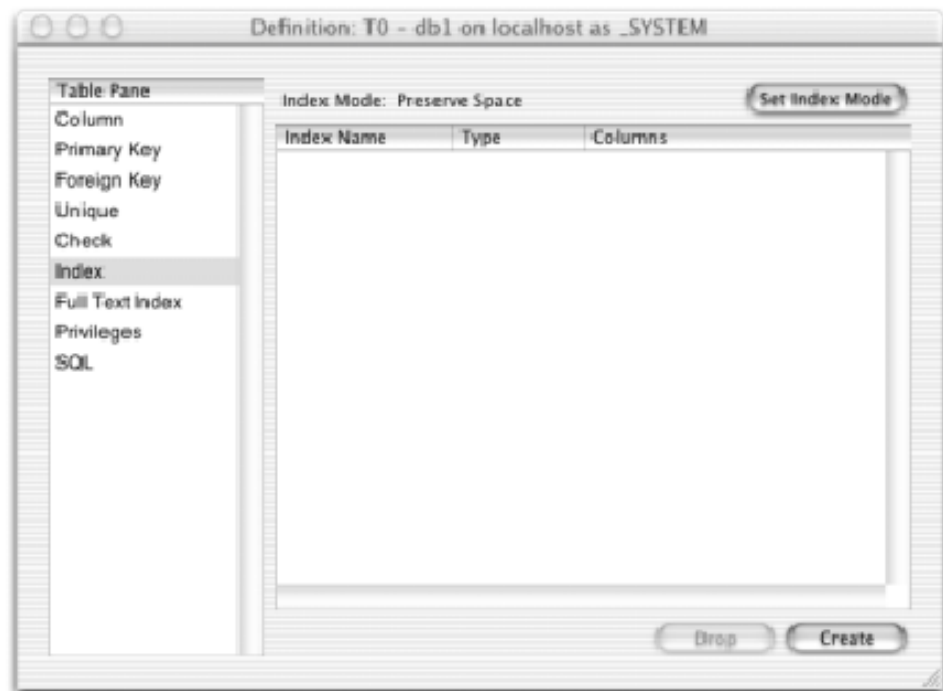 Definition: T0 - db1 on localhost as _SYSTEM
Table Pane
Column
Primary Key
Foreign Key
Unique
Check
Index
Full Text Index
Privileges
SQL
Index Mode: Preserve Space
Set Index Mode
Index Name Type Columns
Drop Create